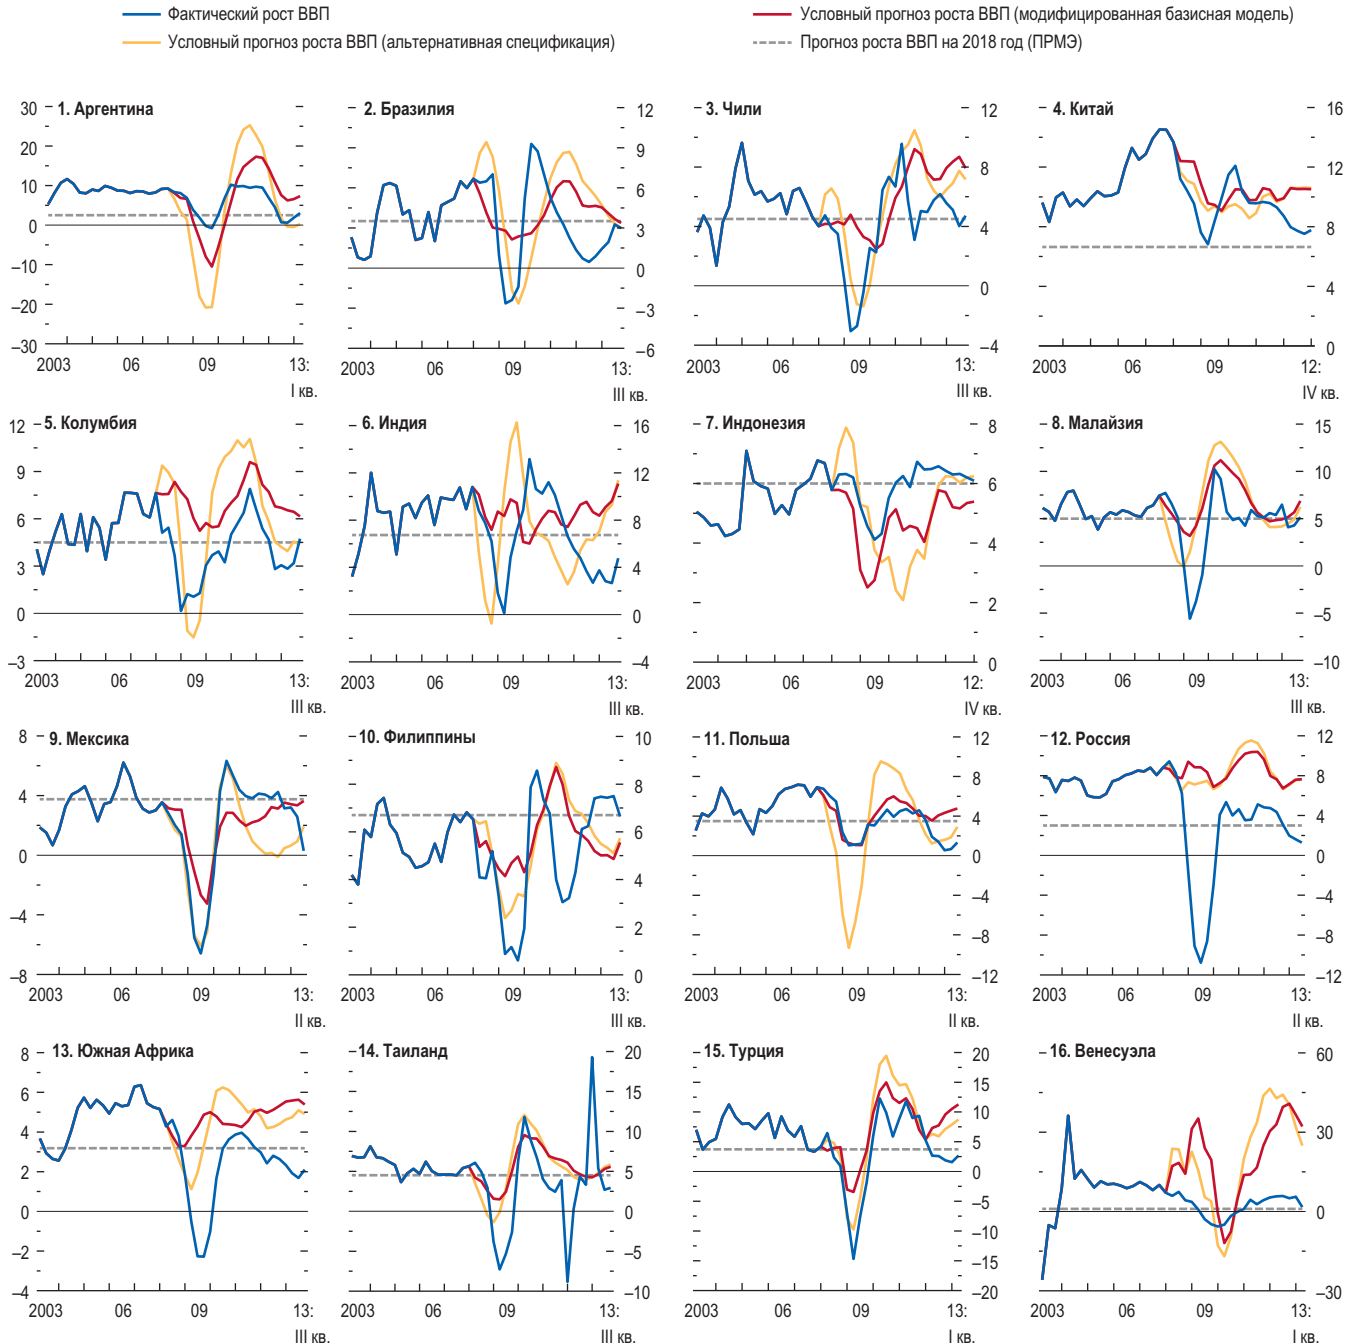 Фактический рост ВВП
Условный прогноз роста ВВП (модифицированная базисная модель)
Условный прогноз роста ВВП (альтернативная спецификация)
Прогноз роста ВВП на 2018 год (ПРМЭ)
1. Аргентина
30
20
10
0
–10
–20
–30
2003 06 09 13:
I кв.
2. Бразилия
12
9
6
3
0
–3
–6
2003 06 09 13:
III кв.
3. Чили
12
8
4
0
–4
2003 06 09 13:
III кв.
4. Китай
16
12
8
4
0
2003 06 09 12:
IV кв.
5. Колумбия
12
9
6
3
0
–3
2003 06 09 13:
III кв.
6. Индия
16
12
8
4
0
–4
2003 06 09 13:
III кв.
7. Индонезия
8
6
4
2
0
2003 06 09 12:
IV кв.
8. Малайзия
15
10
5
0
–5
–10
2003 06 09 13:
III кв.
9. Мексика
8
4
0
–4
–8
2003 06 09 13:
II кв.
10. Филиппины
10
8
6
4
2
0
2003 06 09 13:
III кв.
11. Польша
12
8
4
0
–4
–8
–12
2003 06 09 13:
II кв.
12. Россия
12
8
4
0
–4
–8
–12
2003 06 09 13:
II кв.
13. Южная Африка
8
6
4
2
0
–2
–4
2003 06 09 13:
III кв.
14. Таиланд
20
15
10
5
0
–5
–10
2003 06 09 13:
III кв.
15. Турция
20
15
10
5
0
–5
–10
–15
–20
2003 06 09 13:
I кв.
16. Венесуэла
60
30
0
–30
2003 06 09 13:
I кв.